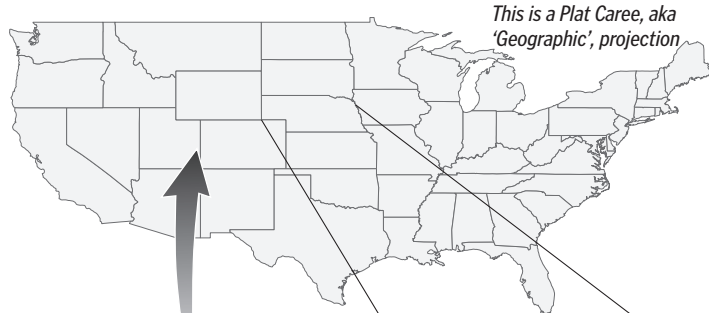 This is a Plat Caree, aka
‘Geographic’, projection